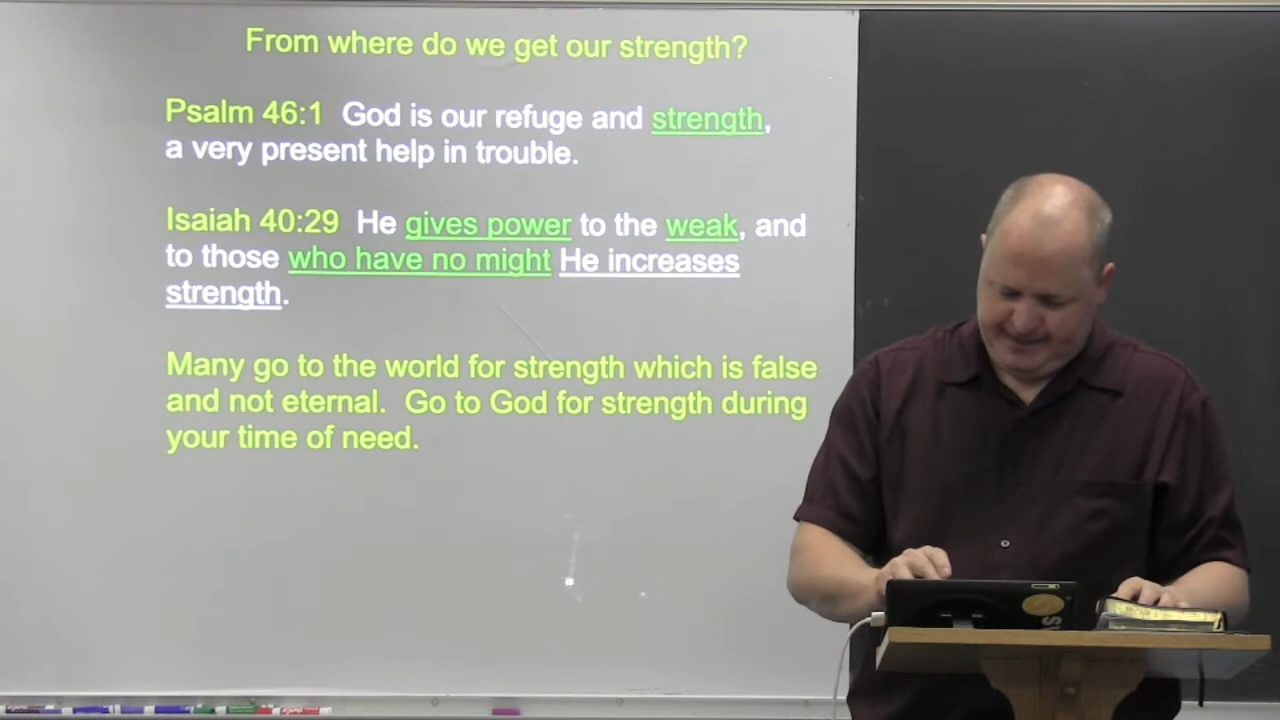 From where do we get our strength?
Psalm 46:1 God is our refuge and strength,
a very present help in trouble.
Isaiah 40:29 He gives power to the weak, and
to those who have no might He increases
strength.
Many go to the world for strength which is false
and not eternal. Go to God for strength during
your time of need.